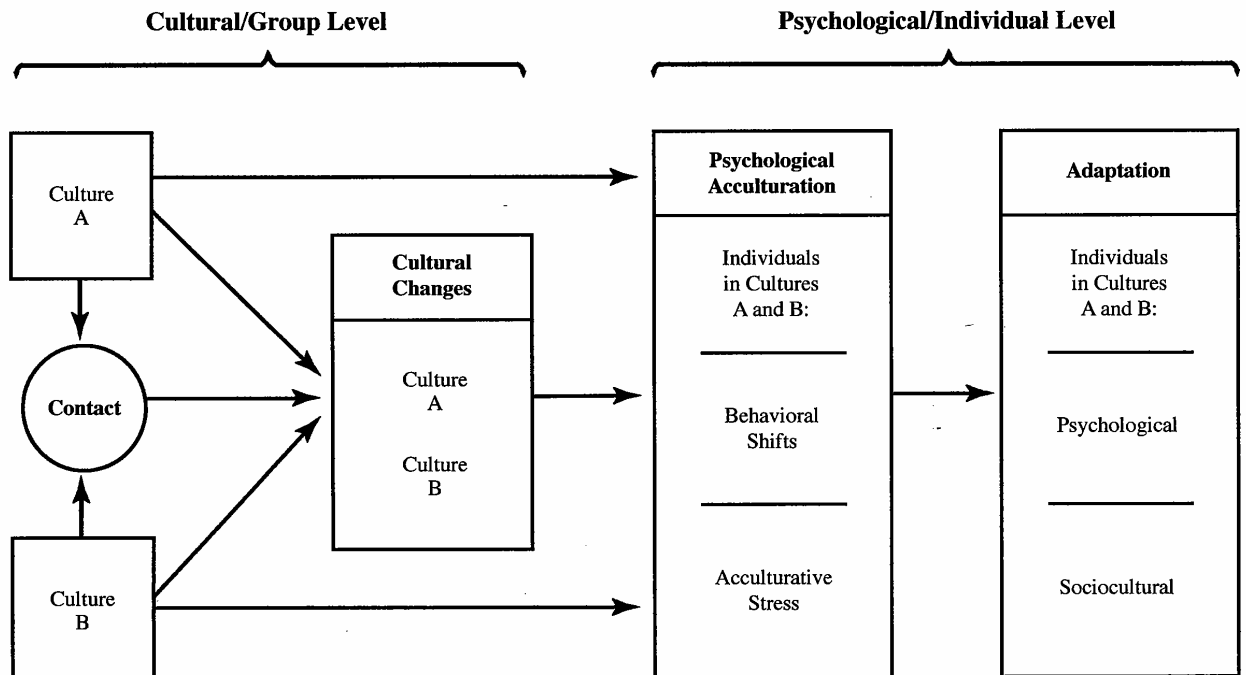 Cultural/Group Level
Psychological/Individual Level
Culture
A
Contact
Culture
B
Cultural
Changes
Culture
A
Culture
B
Psychological
Acculturation
Individuals
in Cultures
A and B:
Behavioral
Shifts
Acculturative
Stress
Adaptation
Individuals
in Cultures
A and B:
Psychological
Sociocultural